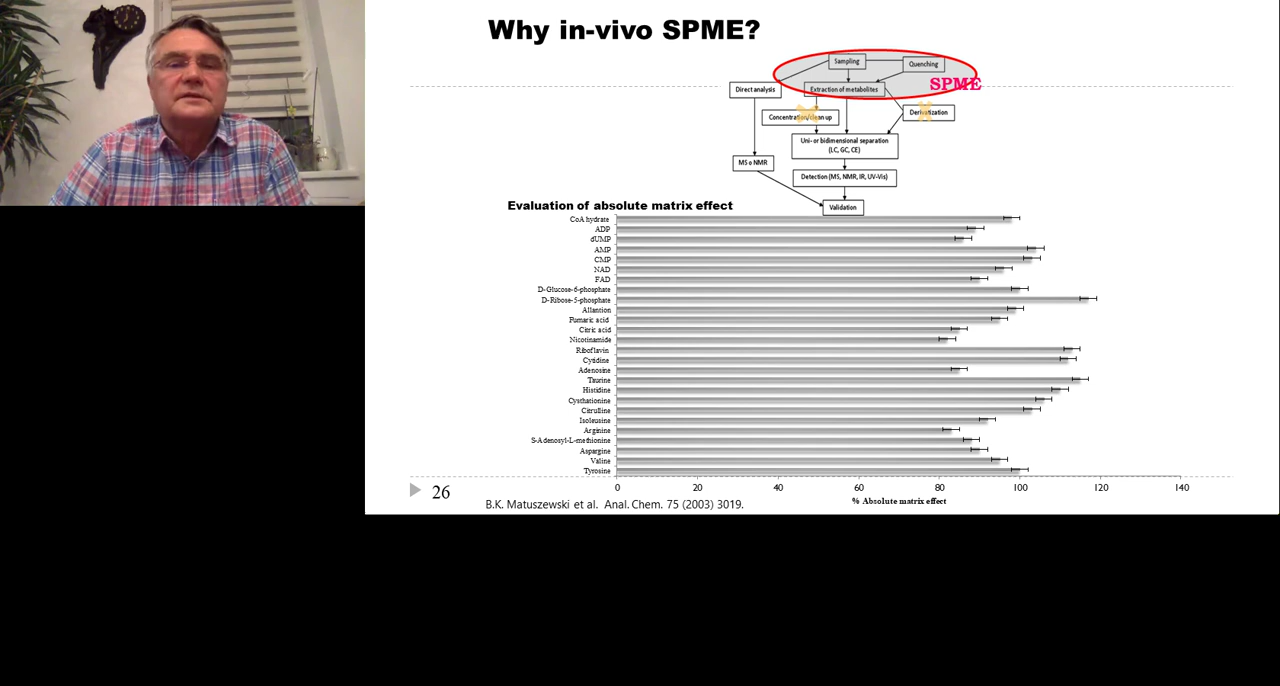 Why in-vivo SPME?
Sampling
Quenching
SPME
Direct analysis
Extraction of metabolites
Concentration/clean up
Derivatization
Uni- or bidimensional separation
(LC, GC, CE)
MS o NMR
Detection (MS, NMR, IR, UV-Vis)
Validation
Evaluation of absolute matrix effect
CoA hydrate
ADP
dUMP
AMP
CMP
NAD
FAD
D-Glucose-6-phosphate
D-Ribose-5-phosphate
Allantion
Fumaric acid
Citric acid
Nicotinamide
Riboflavin
Cytidine
Adenosine
Taurine
Histidine
Cysthationine
Citrulline
Isoleusine
Arginine
S-Adenosyl-L-methionine
Aspargine
Valine
Tyrosine
0 20 40 60 80 100 120 140
% Absolute matrix effect
26
B.K. Matuszewski et al. Anal. Chem. 75 (2003) 3019.